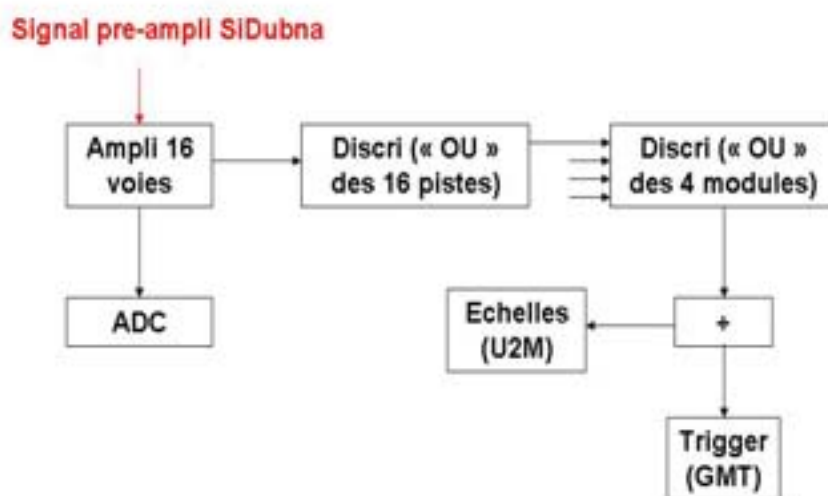 Signal pre-ampli SiDubna
Ampli 16
voies
Discri (« OU »
des 16 pistes)
Discri (« OU »
des 4 modules)
ADC
Echelles
(U2M)
÷
Trigger
(GMT)